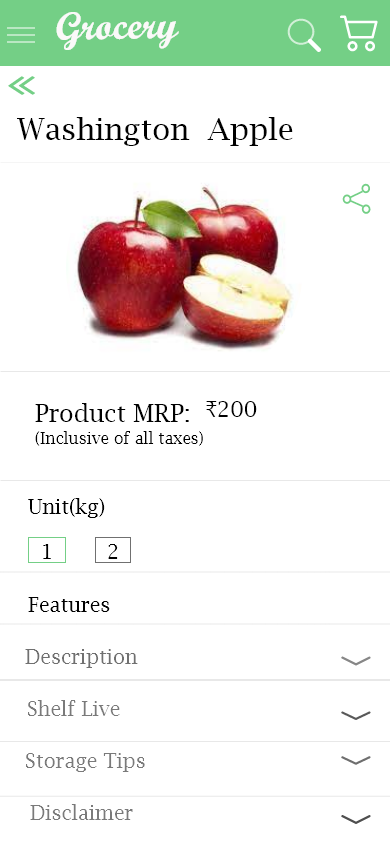 Grocery
Washington Apple
Product MRP: ₹200
(Inclusive of all taxes)
Unit(kg)
1 2
Features
Description
Shelf Live
Storage Tips
Disclaimer